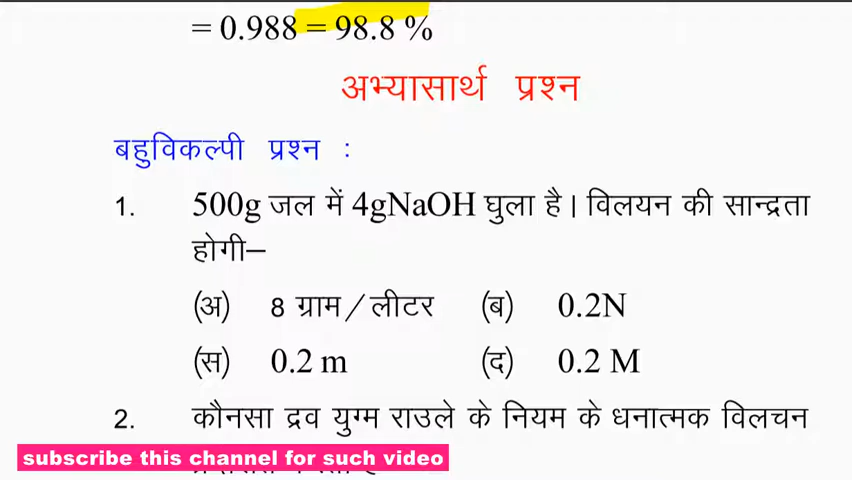 = 0.988 = 98.8 %
अभ्यासार्थ प्रश्न
बहुविकल्पी प्रश्न :
1. 500g जल में 4gNaOH घुला है। विलयन की सान्द्रता
होगी–
(अ) 8 ग्राम/लीटर (ब) 0.2N
(स) 0.2 m (द) 0.2 M
2. कौनसा द्रव युग्म राउले के नियम के धनात्मक विलचन
subscribe this channel for such video